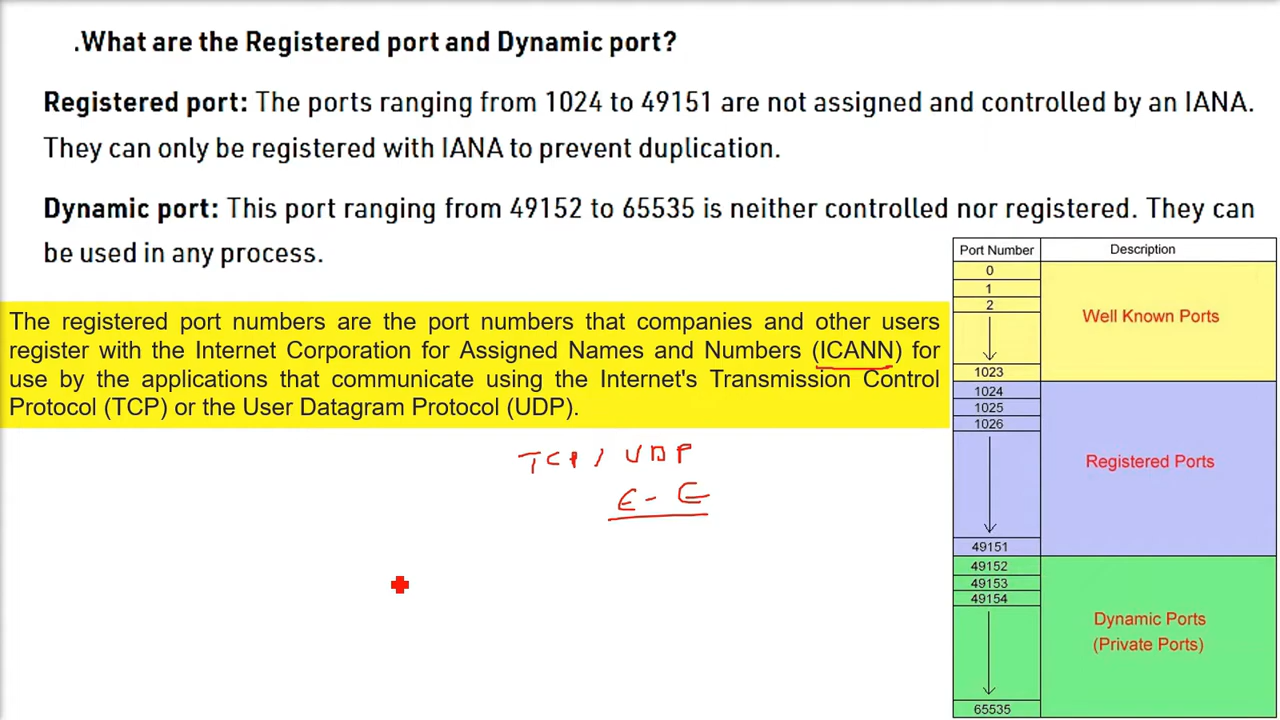 .What are the Registered port and Dynamic port?
Registered port: The ports ranging from 1024 to 49151 are not assigned and controlled by an IANA.
They can only be registered with IANA to prevent duplication.
Dynamic port: This port ranging from 49152 to 65535 is neither controlled nor registered. They can
be used in any process.
The registered port numbers are the port numbers that companies and other users
register with the Internet Corporation for Assigned Names and Numbers (ICANN) for
use by the applications that communicate using the Internet's Transmission Control
Protocol (TCP) or the User Datagram Protocol (UDP).
TCP / UDP
E - E
Port Number Description
0
1
2
Well Known Ports
1023
1024
1025
1026
Registered Ports
49151
49152
49153
49154
Dynamic Ports
(Private Ports)
65535